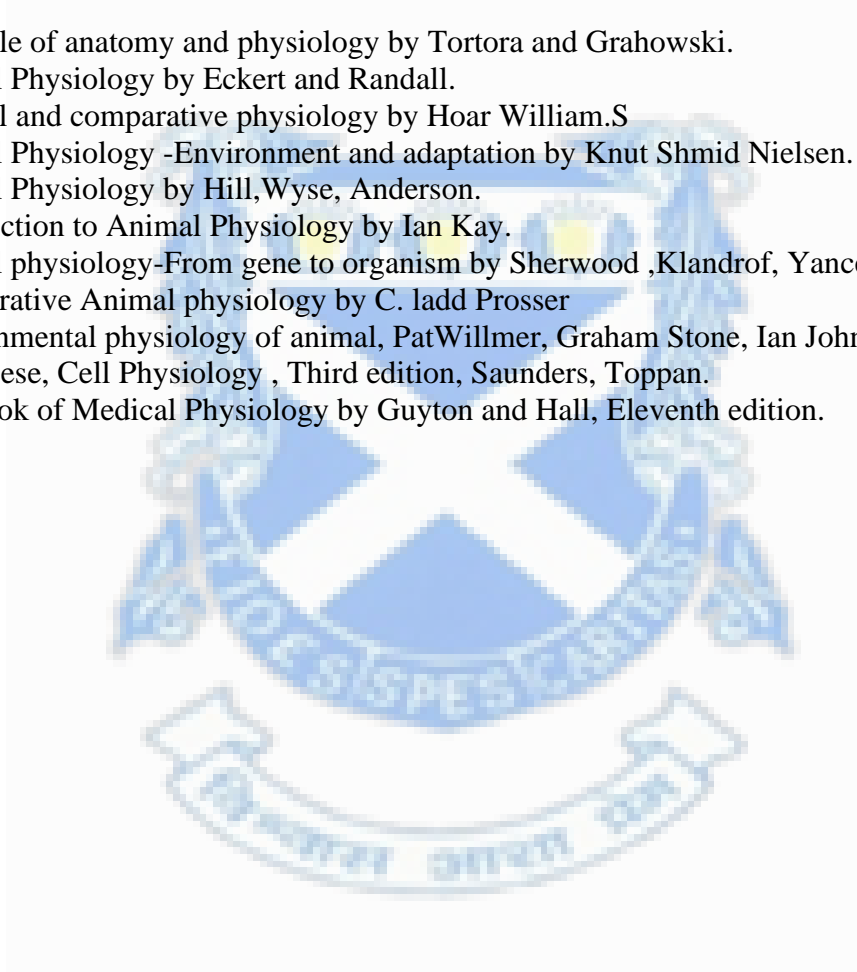 le of anatomy and physiology by Tortora and Grahowski.
Physiology by Eckert and Randall.
l and comparative physiology by Hoar William.S
Physiology -Environment and adaptation by Knut Shmid Nielsen.
Physiology by Hill,Wyse, Anderson.
ction to Animal Physiology by Ian Kay.
physiology-From gene to organism by Sherwood ,Klandrof, Yanc
rative Animal physiology by C. ladd Prosser
nmental physiology of animal, PatWillmer, Graham Stone, Ian John
ese, Cell Physiology , Third edition, Saunders, Toppan.
ok of Medical Physiology by Guyton and Hall, Eleventh edition.
FIDES SPES CARITAS